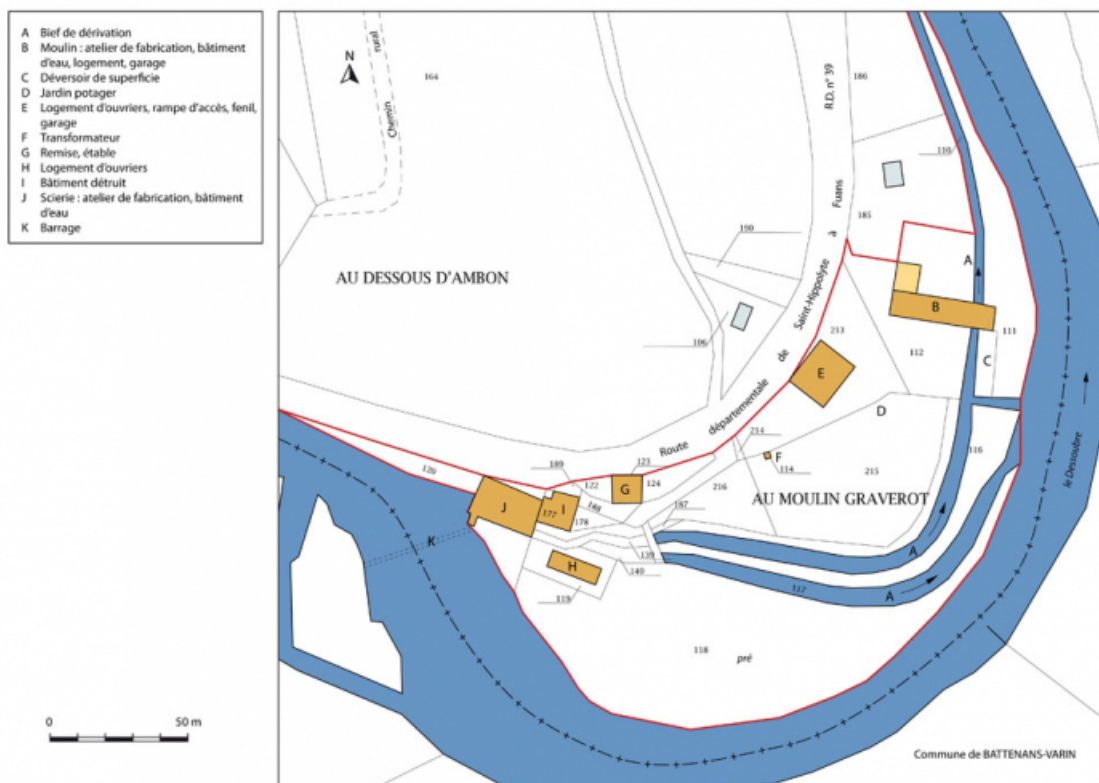 A Bief de dérivation
B Moulin : atelier de fabrication, bâtiment
d'eau, logement, garage
C Déversoir de superficie
D Jardin potager
E Logement d'ouvriers, rampe d'accès, fenil,
garage
F Transformateur
G Remise, étable
H Logement d'ouvriers
I Bâtiment détruit
J Scierie : atelier de fabrication, bâtiment
d'eau
K Barrage
0 50 m
N
Chemin rural
164
R.D. n° 39
186
110
185
190
106
AU DESSOUS D'AMBON
Route départementale de Saint-Hippolyte à Fuans
A
B
111
112
C
213
E
D
214
F
114
215
116
le Dessoubre
AU MOULIN GRAVEROT
120
189
122
123
G
124
188
216
187
J
177
I
178
K
H
139
140
119
A
117
A
118
pré
Commune de BATTENANS-VARIN